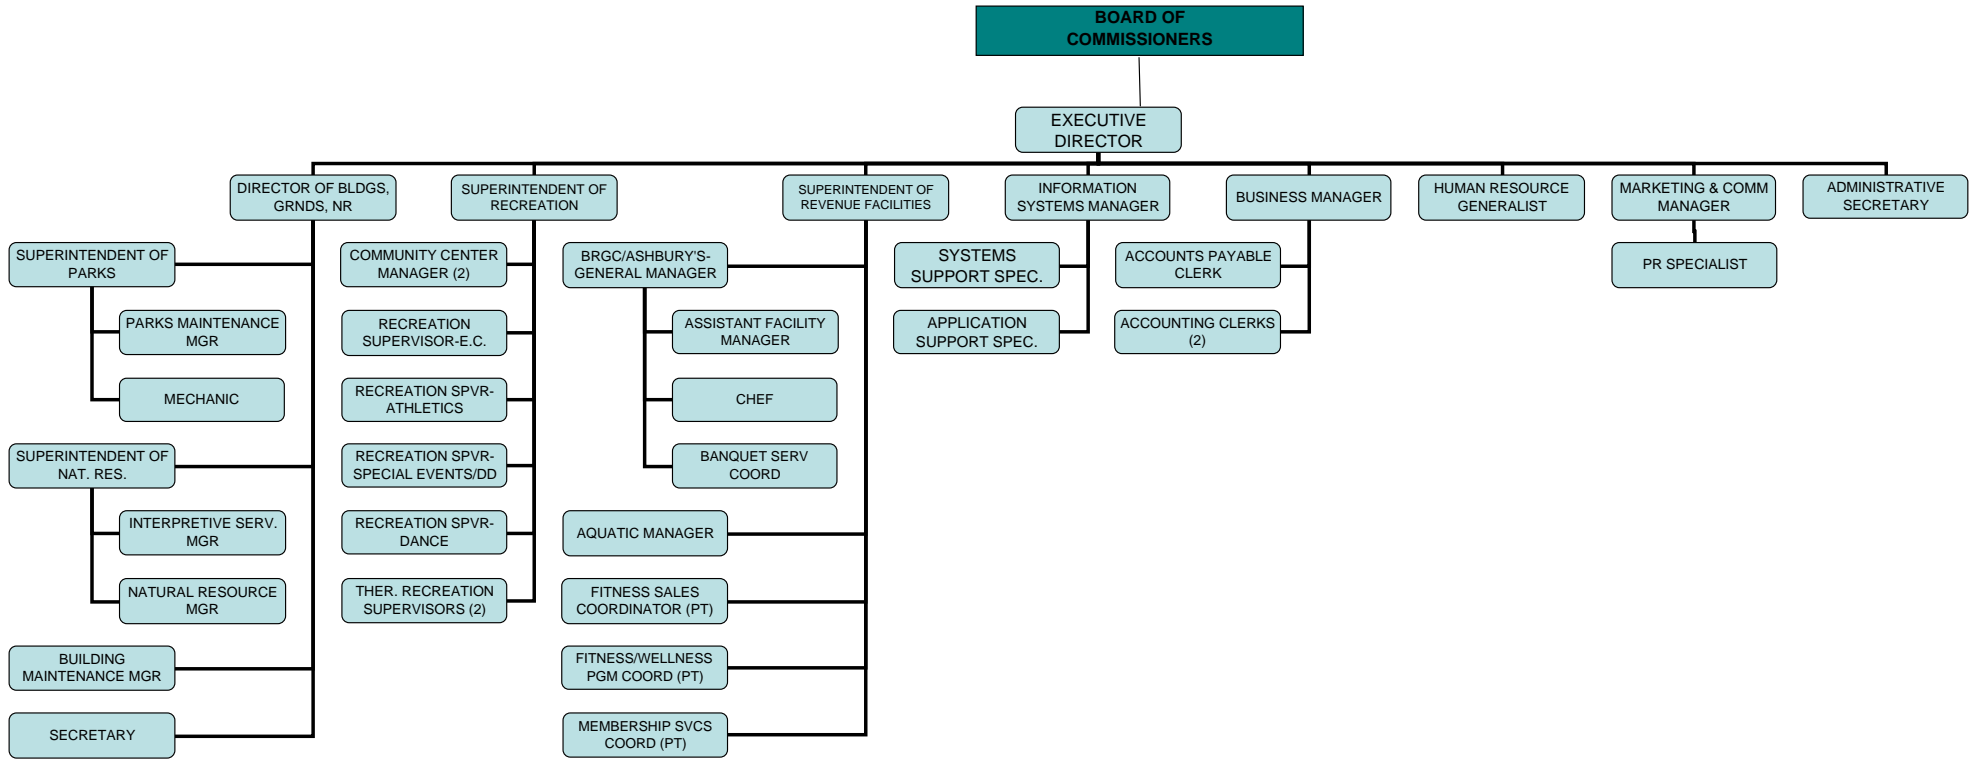 BOARD OF
COMMISSIONERS
EXECUTIVE
DIRECTOR
DIRECTOR OF BLDGS,
GRNDS, NR
SUPERINTENDENT OF
RECREATION
SUPERINTENDENT OF
REVENUE FACILITIES
INFORMATION
SYSTEMS MANAGER
BUSINESS MANAGER
HUMAN RESOURCE
GENERALIST
MARKETING & COMM
MANAGER
ADMINISTRATIVE
SECRETARY
SUPERINTENDENT OF
PARKS
PARKS MAINTENANCE
MGR
MECHANIC
SUPERINTENDENT OF
NAT. RES.
INTERPRETIVE SERV.
MGR
NATURAL RESOURCE
MGR
BUILDING
MAINTENANCE MGR
SECRETARY
COMMUNITY CENTER
MANAGER (2)
RECREATION
SUPERVISOR-E.C.
RECREATION SPVR-
ATHLETICS
RECREATION SPVR-
SPECIAL EVENTS/DD
RECREATION SPVR-
DANCE
THER. RECREATION
SUPERVISORS (2)
BRGC/ASHBURY'S-
GENERAL MANAGER
ASSISTANT FACILITY
MANAGER
CHEF
BANQUET SERV
COORD
AQUATIC MANAGER
FITNESS SALES
COORDINATOR (PT)
FITNESS/WELLNESS
PGM COORD (PT)
MEMBERSHIP SVCS
COORD (PT)
SYSTEMS
SUPPORT SPEC.
APPLICATION
SUPPORT SPEC.
ACCOUNTS PAYABLE
CLERK
ACCOUNTING CLERKS
(2)
PR SPECIALIST